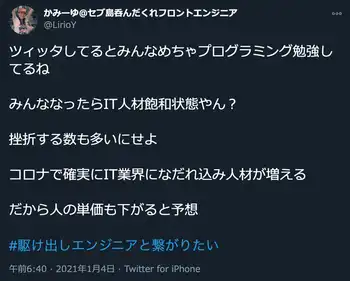 かみーゆ@セブ島呑んだくれフロントエンジニア
@LirioY
ツィッタしてるとみんなめちゃプログラミング勉強し
てるね
みんななったらIT人材飽和状態やん？
挫折する数も多いにせよ
コロナで確実にIT業界になだれ込み人材が増える
だから人の単価も下がると予想
#駆け出しエンジニアと繋がりたい
午前6:40 · 2021年1月4日 · Twitter for iPhone